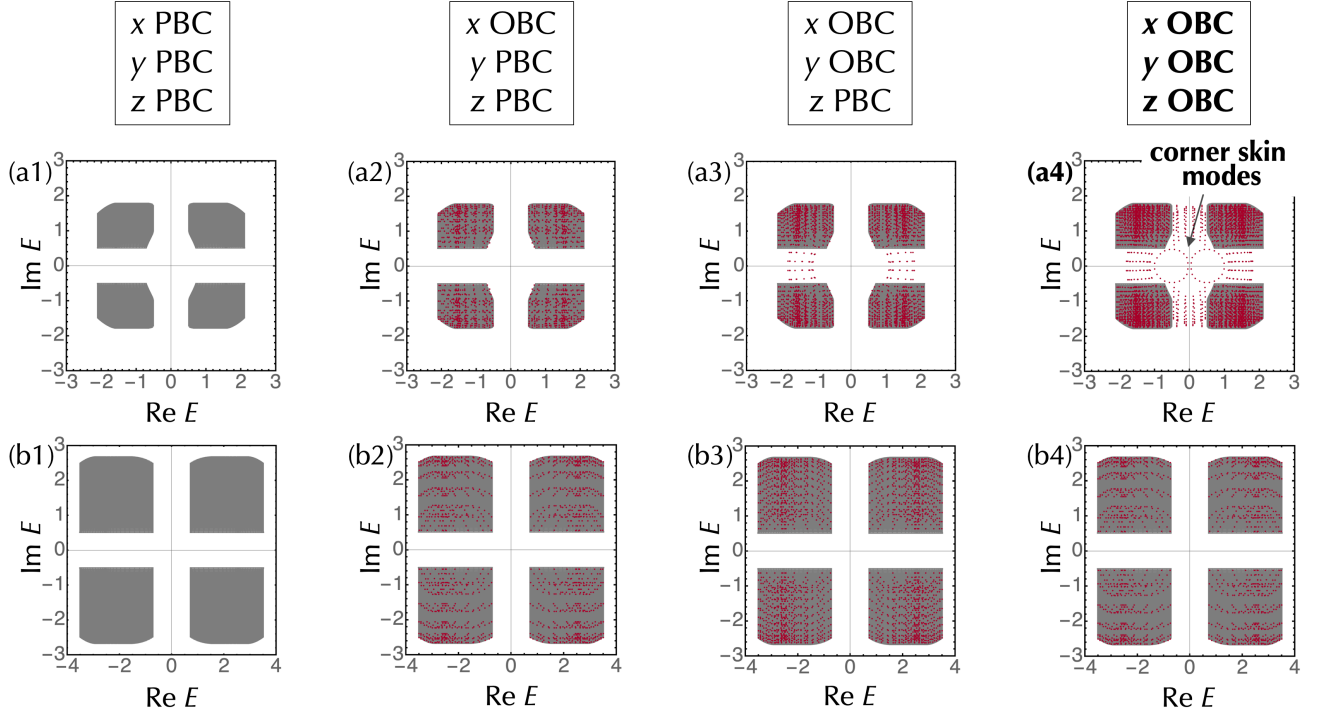 x PBC
y PBC
z PBC
x OBC
y PBC
z PBC
x OBC
y OBC
z PBC
x OBC
y OBC
z OBC
(a1)
3
2
1
0
−1
−2
−3
Im E
−3 −2 −1 0 1 2 3
Re E
(a2)
3
2
1
0
−1
−2
−3
Im E
−3 −2 −1 0 1 2 3
Re E
(a3)
3
2
1
0
−1
−2
−3
Im E
−3 −2 −1 0 1 2 3
Re E
(a4)
corner skin
modes
3
2
1
0
−1
−2
−3
Im E
−3 −2 −1 0 1 2 3
Re E
(b1)
3
2
1
0
−1
−2
−3
Im E
−4 −2 0 2 4
Re E
(b2)
3
2
1
0
−1
−2
−3
Im E
−4 −2 0 2 4
Re E
(b3)
3
2
1
0
−1
−2
−3
Im E
−4 −2 0 2 4
Re E
(b4)
3
2
1
0
−1
−2
−3
Im E
−4 −2 0 2 4
Re E